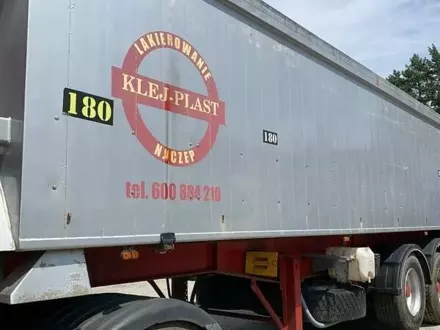 LAKIEROWANIE
KLEJ-PLAST
NACZEP
180
180
tel. 600 884 210